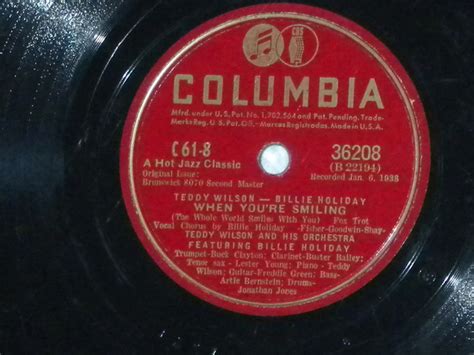 CBS
COLUMBIA
Mfrd. under U.S. Pat. No. 1,702,564 and Pat. Pending. Trade-
Marks Reg. U.S. Pat. Off.-Marcas Registradas. Made in U.S.A.
C 61-8
36208
A Hot Jazz Classic
(B 22194)
Original Issue:
Recorded Jan. 6, 1938
Brunswick 8070 Second Master
TEDDY WILSON — BILLIE HOLIDAY
WHEN YOU'RE SMILING
(The Whole World Smiles With You) Fox Trot
Vocal Chorus by Billie Holiday -Fisher-Goodwin-Shay-
TEDDY WILSON AND HIS ORCHESTRA
FEATURING BILLIE HOLIDAY
Trumpet-Buck Clayton; Clarinet-Buster Bailey;
Tenor sax - Lester Young; Piano - Teddy
Wilson; Guitar-Freddie Green; Bass-
Artie Bernstein; Drums-
Jonathan Jones